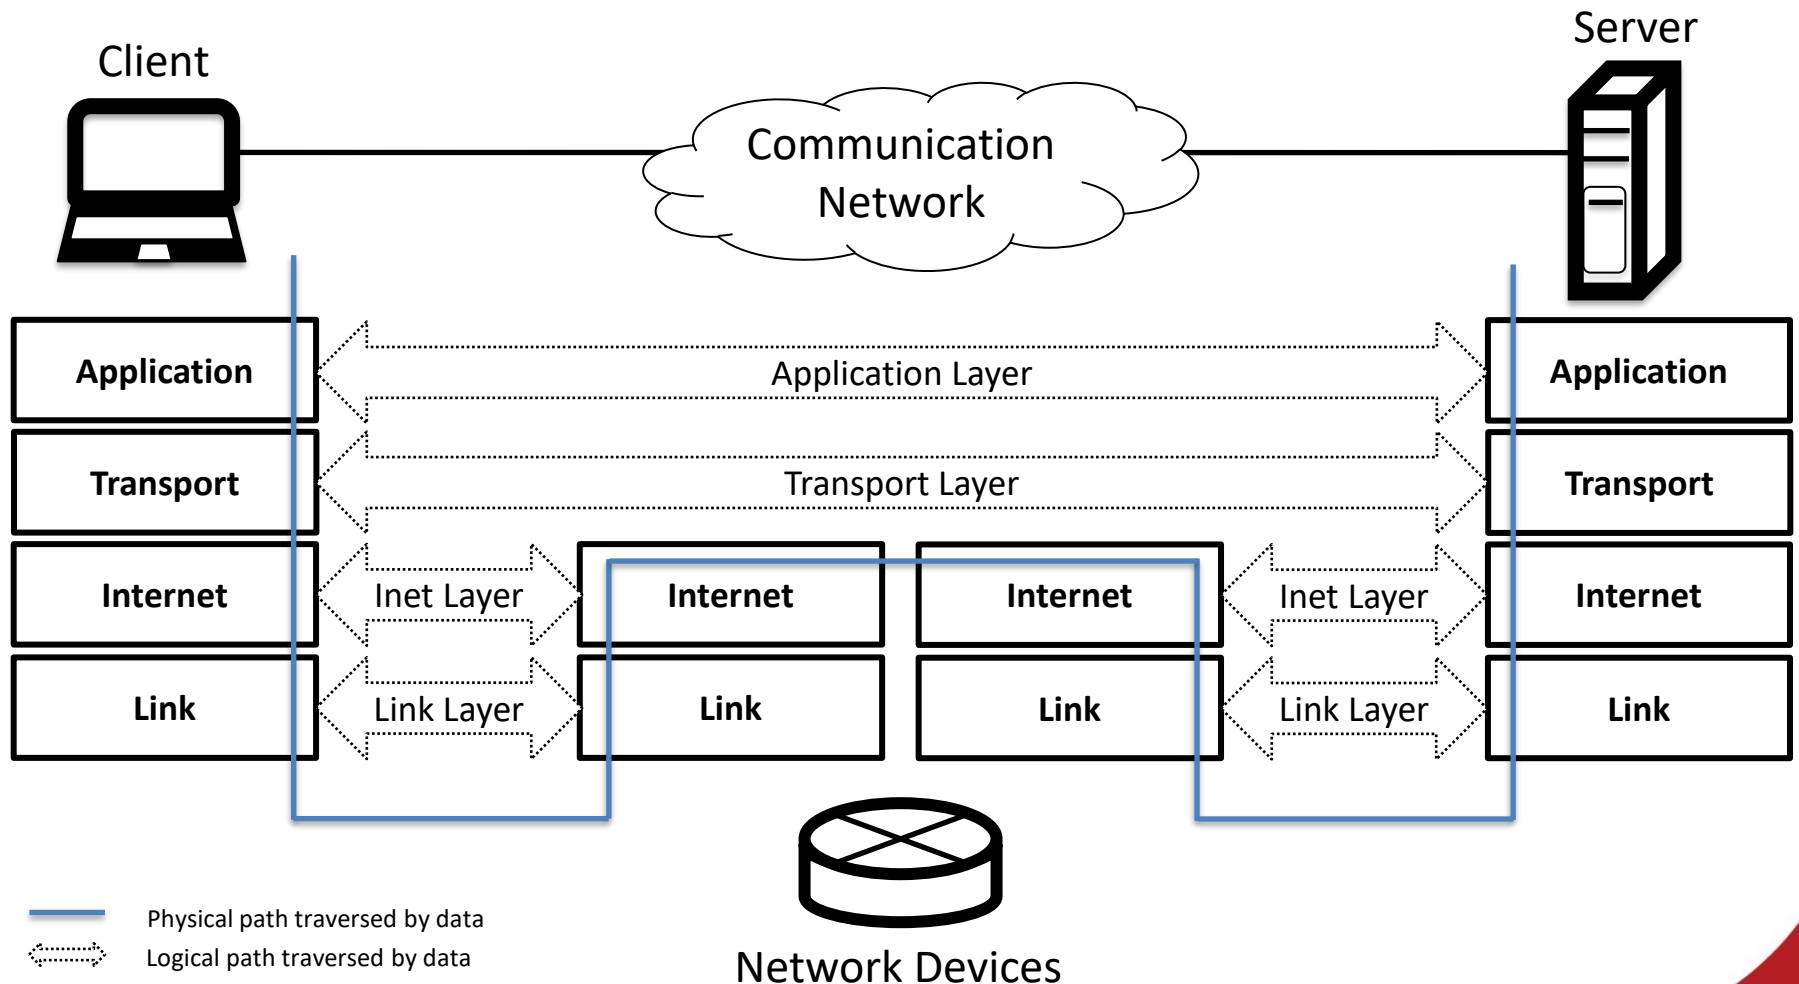 Server
Client
Communication
Network
Application
Application Layer
Application
Transport
Transport Layer
Transport
Internet
Inet Layer
Internet
Internet
Inet Layer
Internet
Link
Link Layer
Link
Link
Link Layer
Link
Physical path traversed by data
Logical path traversed by data
Network Devices